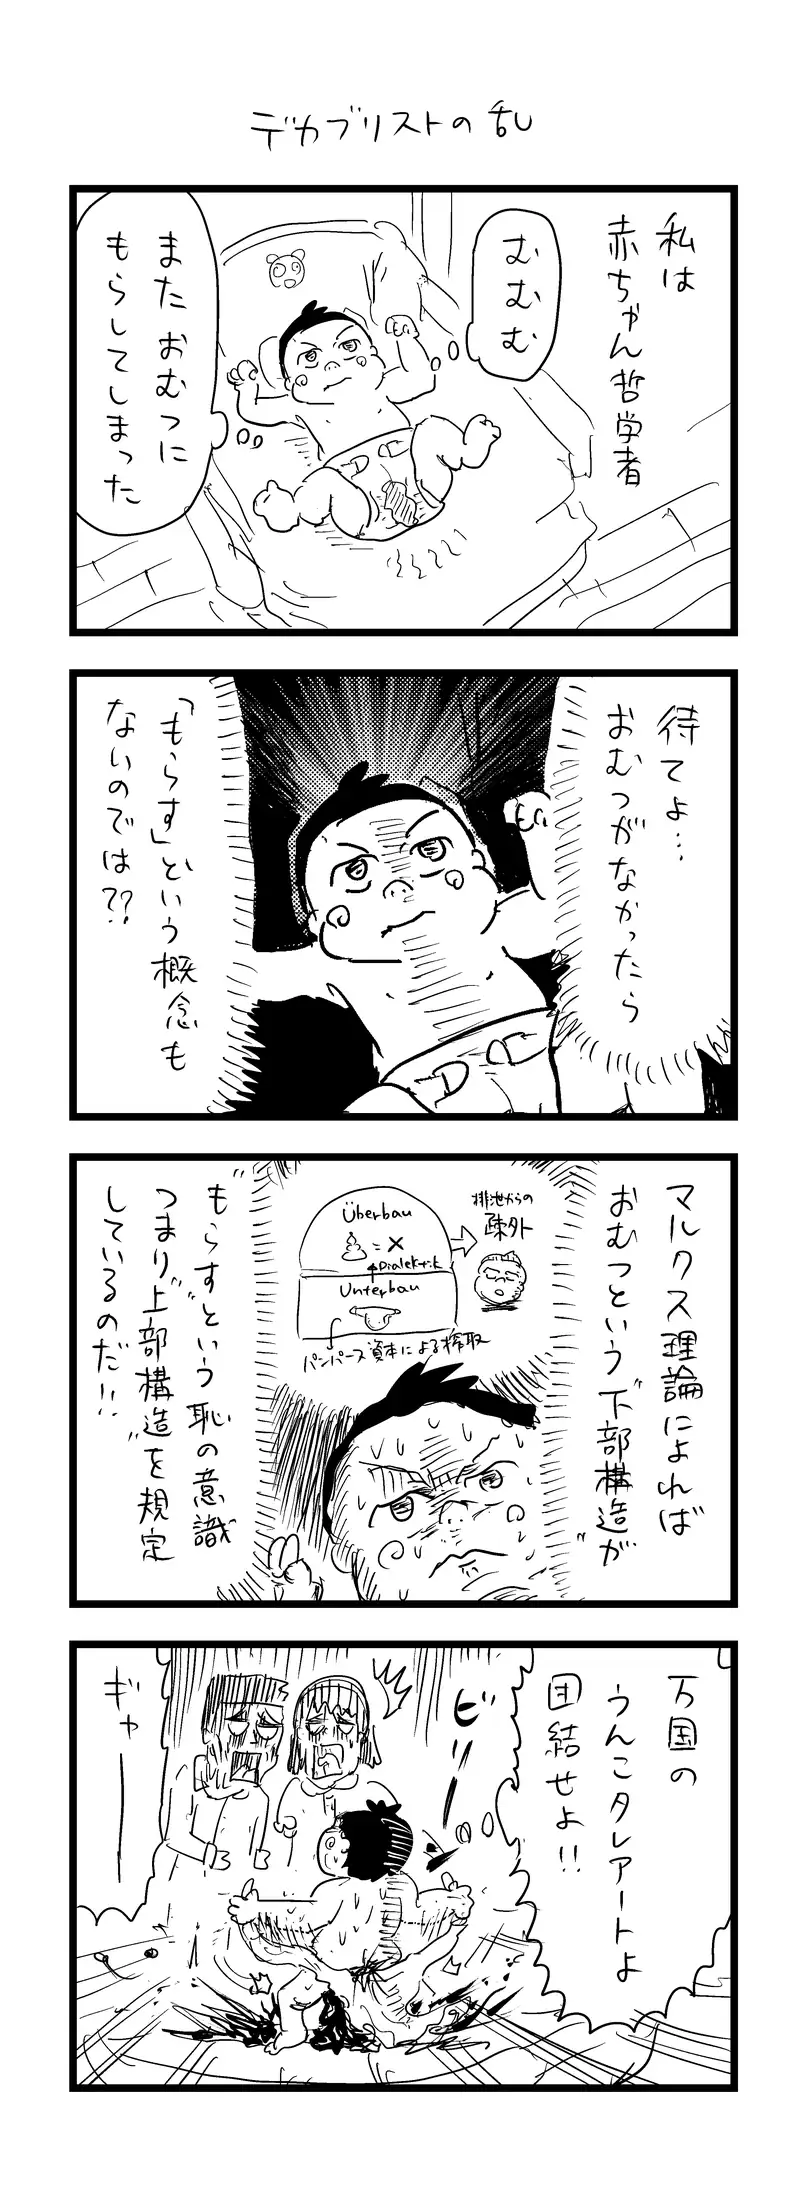 デカブリストの乱
私は
赤ちゃん哲学者
むむむ
また おむつに
もらしてしまった
待てよ…
おむつがなかったら
「もらす」という概念も
ないのでは??
マルクス理論によれば
おむつという"下部構造"が
排泄からの
疎外
Überbau
=×
Dialektik
Unterbau
パンパース資本による搾取
"もらすという恥の意識
つまり"上部構造"を規定
しているのだ!!
万国の
うんこタレアートよ
団結せよ!!
ビリー
ギャー